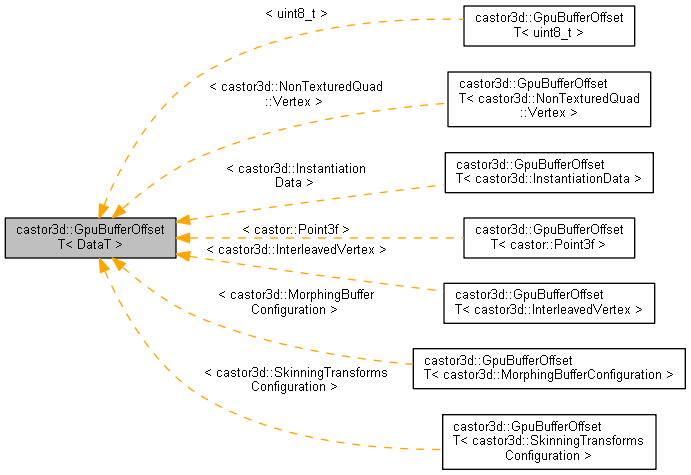 < uint8_t >
castor3d::GpuBufferOffset
T< uint8_t >
< castor3d::NonTexturedQuad
::Vertex >
castor3d::GpuBufferOffset
T< castor3d::NonTexturedQuad
::Vertex >
< castor3d::Instantiation
Data >
castor3d::GpuBufferOffset
T< castor3d::InstantiationData >
castor3d::GpuBufferOffset
T< DataT >
< castor::Point3f >
castor3d::GpuBufferOffset
T< castor::Point3f >
< castor3d::InterleavedVertex >
castor3d::GpuBufferOffset
T< castor3d::InterleavedVertex >
< castor3d::MorphingBuffer
Configuration >
castor3d::GpuBufferOffset
T< castor3d::MorphingBufferConfiguration >
< castor3d::SkinningTransforms
Configuration >
castor3d::GpuBufferOffset
T< castor3d::SkinningTransforms
Configuration >